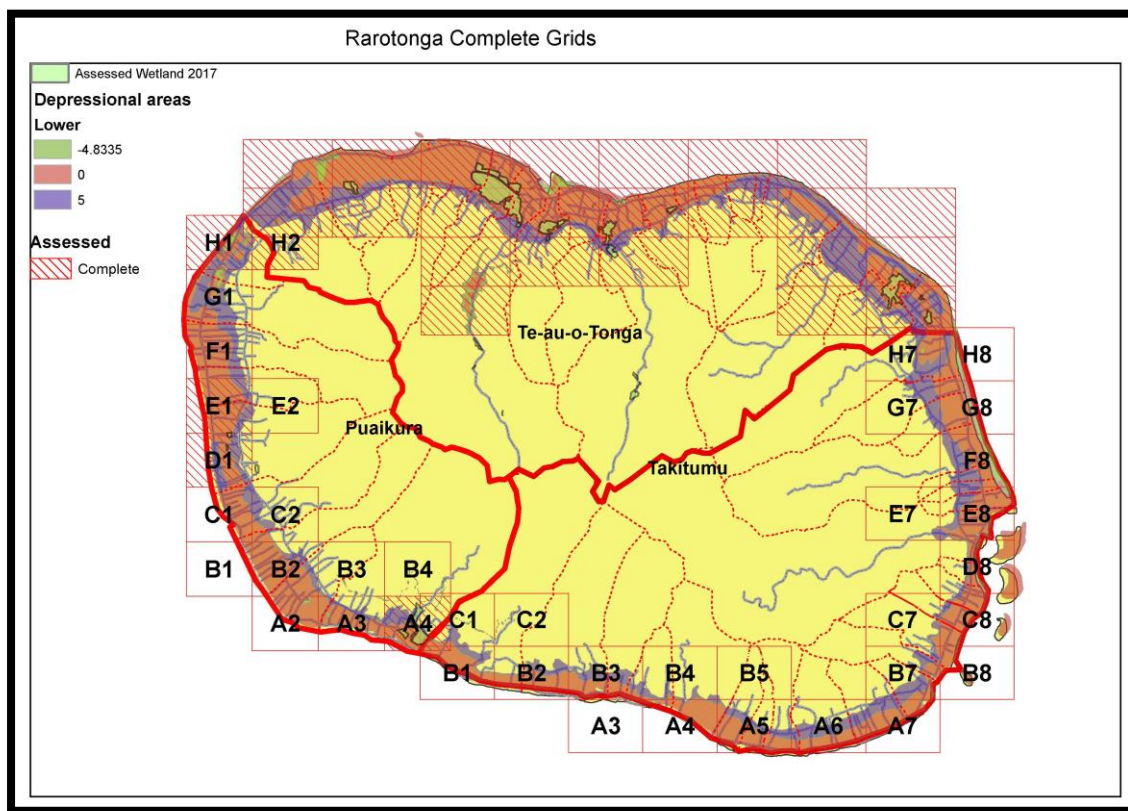 Rarotonga Complete Grids
Assessed Wetland 2017
Depressional areas
Lower
-4.8335
0
5
Assessed
Complete
H1 H2
G1
F1
E1 E2
D1
C1 C2
B1 B2 B3 B4
A2 A3 A4
Te-au-o-Tonga
Puaikura
Takitumu
H7 H8
G7 G8
F8
E7 E8
D8
C1 C2 C7 C8
B1 B2 B3 B4 B5 B7 B8
A3 A4 A5 A6 A7